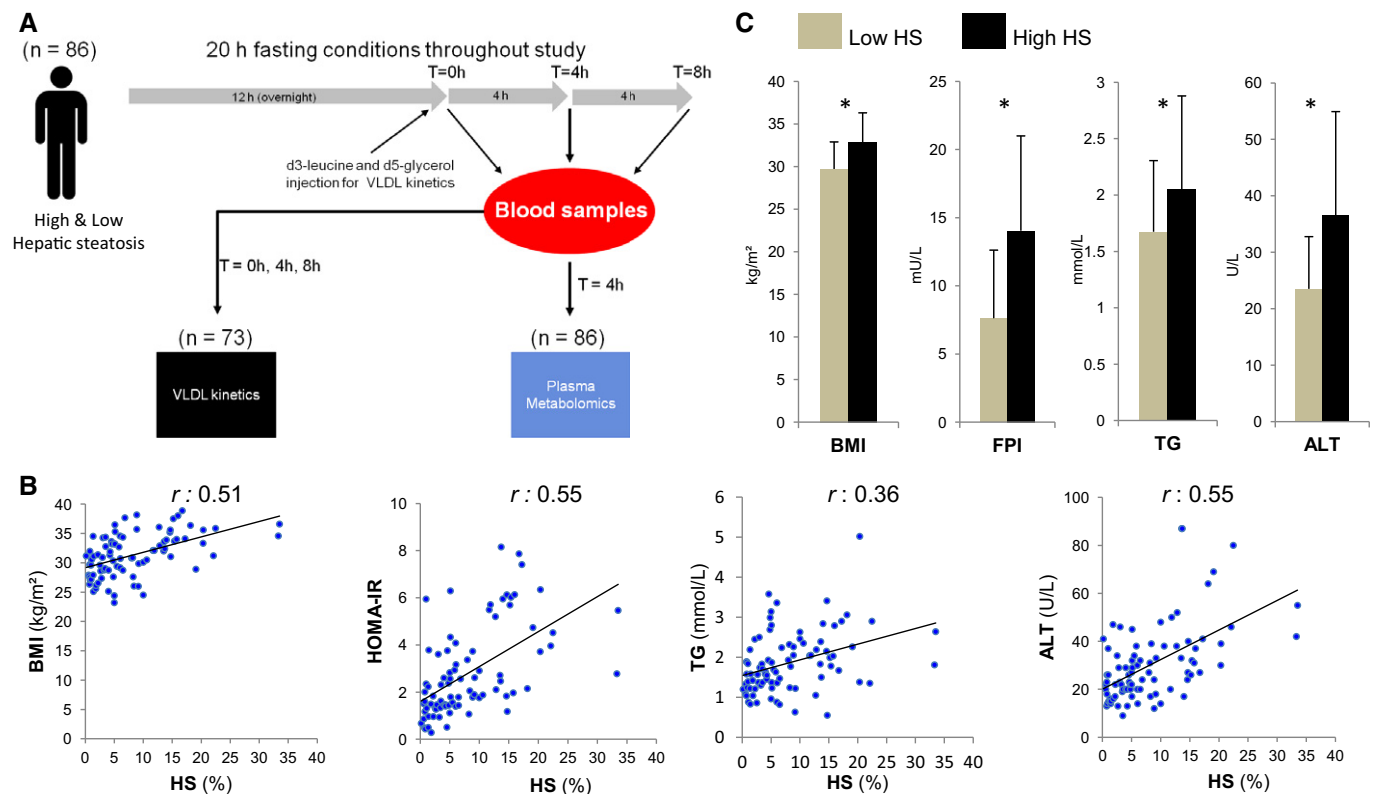 A
(n = 86)
20 h fasting conditions throughout study
T=0h
T=4h
T=8h
12h (overnight)
4h
4h
d3-leucine and d5-glycerol
injection for VLDL kinetics
Blood samples
High & Low
Hepatic steatosis
T = 0h, 4h, 8h
T = 4h
(n = 73)
(n = 86)
VLDL kinetics
Plasma
Metabolomics
C
Low HS
High HS
40
35
30
25
20
15
10
5
0
kg/m²
*
BMI
25
20
15
10
5
0
mU/L
*
FPI
3
2.5
2
1.5
1
0.5
0
mmol/L
*
TG
60
50
40
30
20
10
0
U/L
*
ALT
B
r : 0.51
BMI (kg/m²)
40
35
30
25
20
15
10
5
0
0 5 10 15 20 25 30 35 40
HS (%)
r : 0.55
HOMA-IR
10
8
6
4
2
0
0 5 10 15 20 25 30 35 40
HS (%)
r : 0.36
TG (mmol/L)
6
5
4
3
2
1
0
0 5 10 15 20 25 30 35 40
HS (%)
r : 0.55
ALT (U/L)
100
80
60
40
20
0
0 5 10 15 20 25 30 35 40
HS (%)